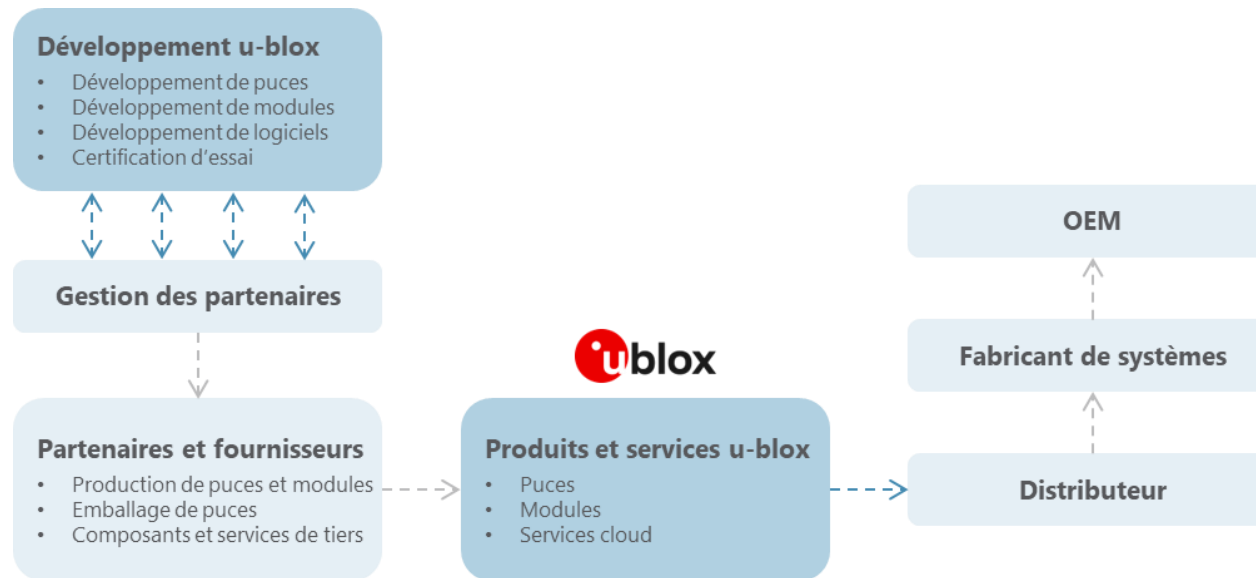 Développement u-blox
• Développement de puces
• Développement de modules
• Développement de logiciels
• Certification d’essai
Gestion des partenaires
Partenaires et fournisseurs
• Production de puces et modules
• Emballage de puces
• Composants et services de tiers
ublox
Produits et services u-blox
• Puces
• Modules
• Services cloud
OEM
Fabricant de systèmes
Distributeur